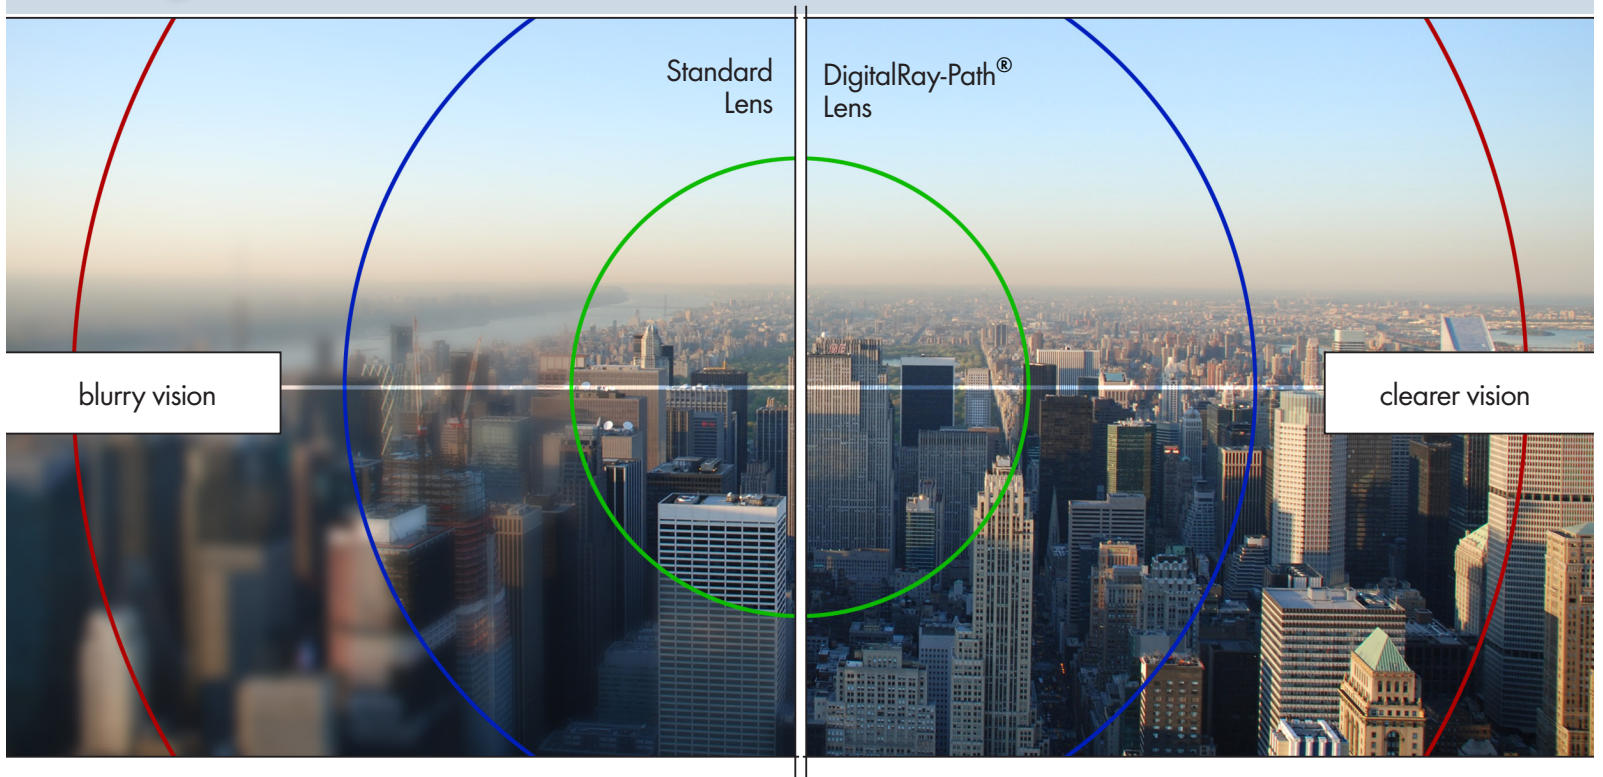 Standard
Lens
DigitalRay-Path®
Lens
blurry vision
clearer vision